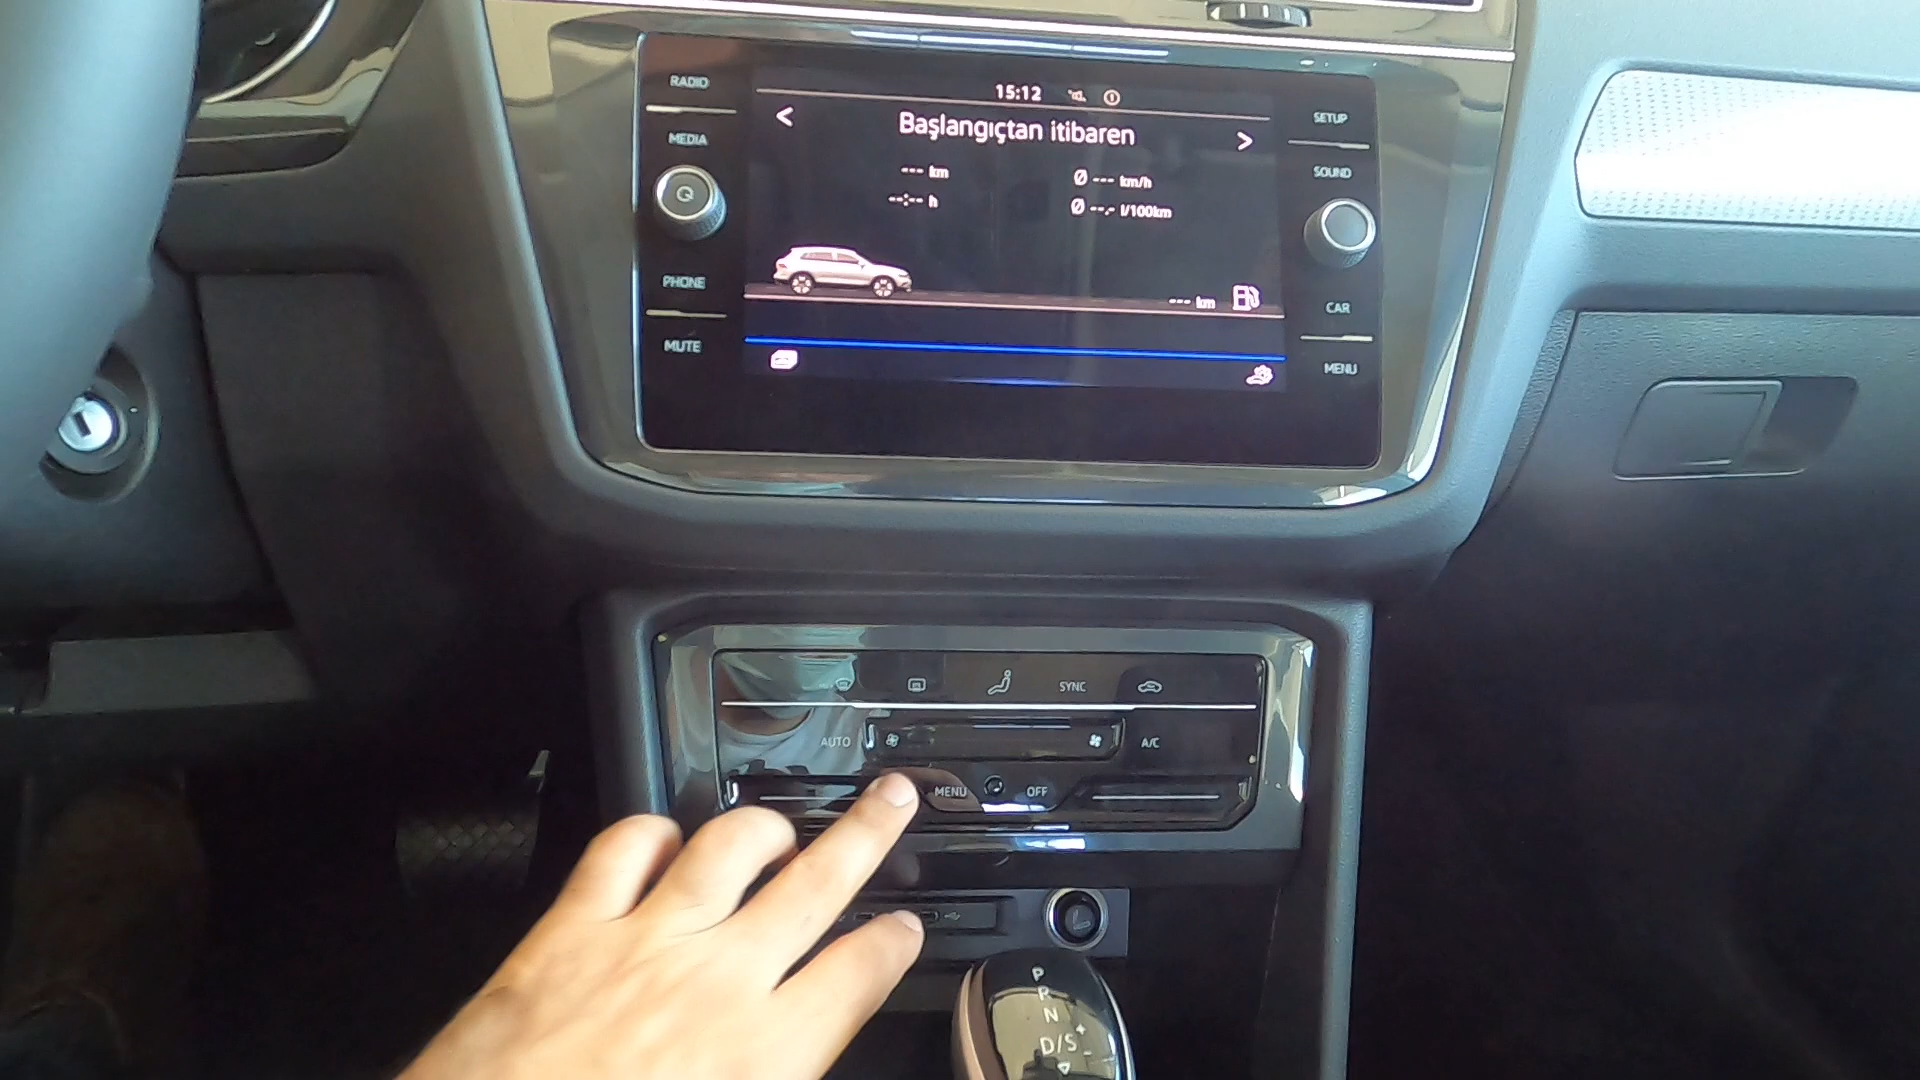 RADIO
MEDIA
PHONE
MUTE
15:12
<
Başlangıçtan itibaren
>
--- km
Ø --- km/h
--:-- h
Ø --.- l/100km
--- km
SETUP
SOUND
CAR
MENU
SYNC
AUTO
A/C
MENU
OFF
P
R
N
D/S
+
-